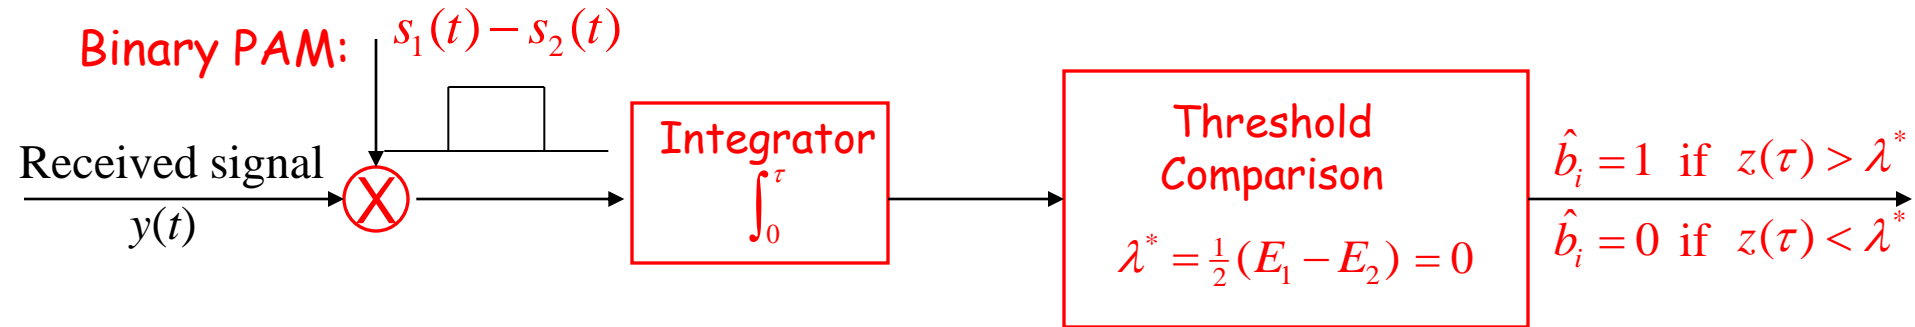 Binary PAM:
s₁(t) − s₂(t)
Received signal
y(t)
X
Integrator
∫₀^τ
Threshold
Comparison
λ* = ½(E₁ − E₂) = 0
b̂ᵢ = 1 if z(τ) > λ*
b̂ᵢ = 0 if z(τ) < λ*